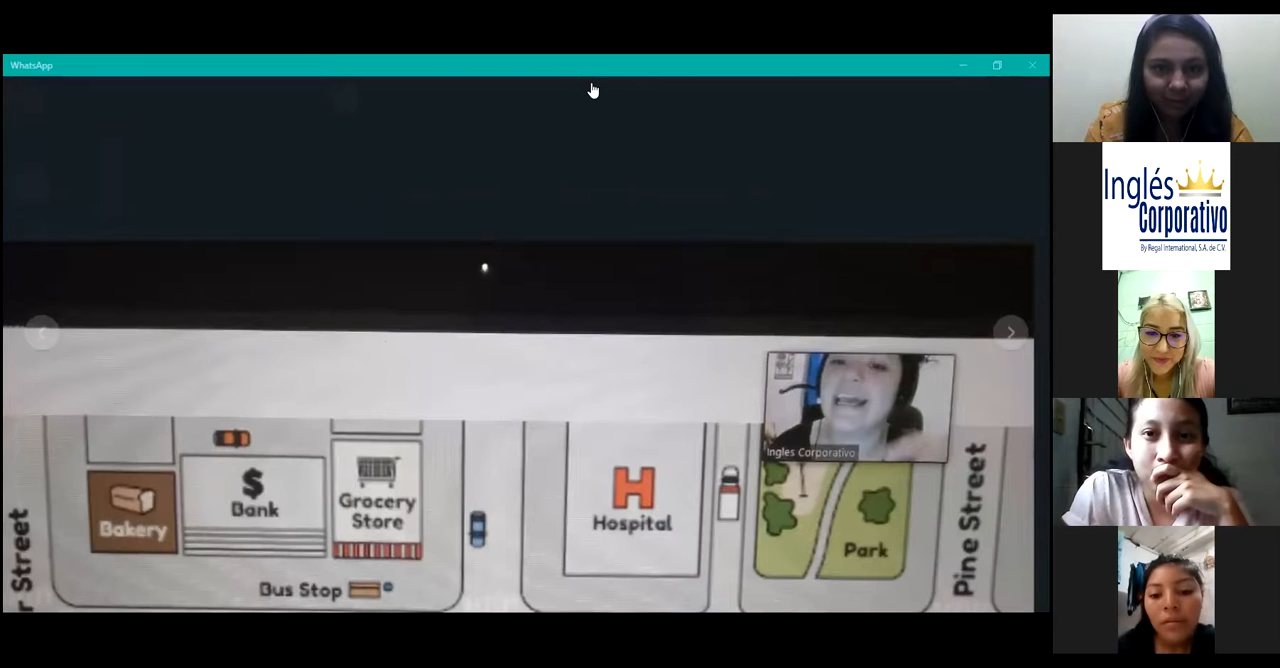 WhatsApp
Ingles Corporativo
Bakery
$
Bank
Grocery
Store
H
Hospital
Park
Bus Stop
r Street
Pine Street
Inglés
Corporativo
By Regal International, S.A. de C.V.